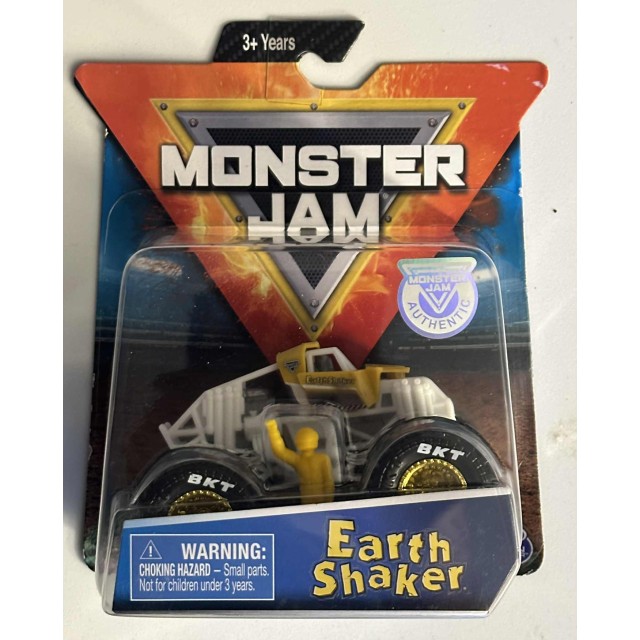 3+ Years
MONSTER
JAM
MONSTER
JAM
AUTHENTIC
BKT
BKT
WARNING:
CHOKING HAZARD – Small parts.
Not for children under 3 years.
Earth
Shaker